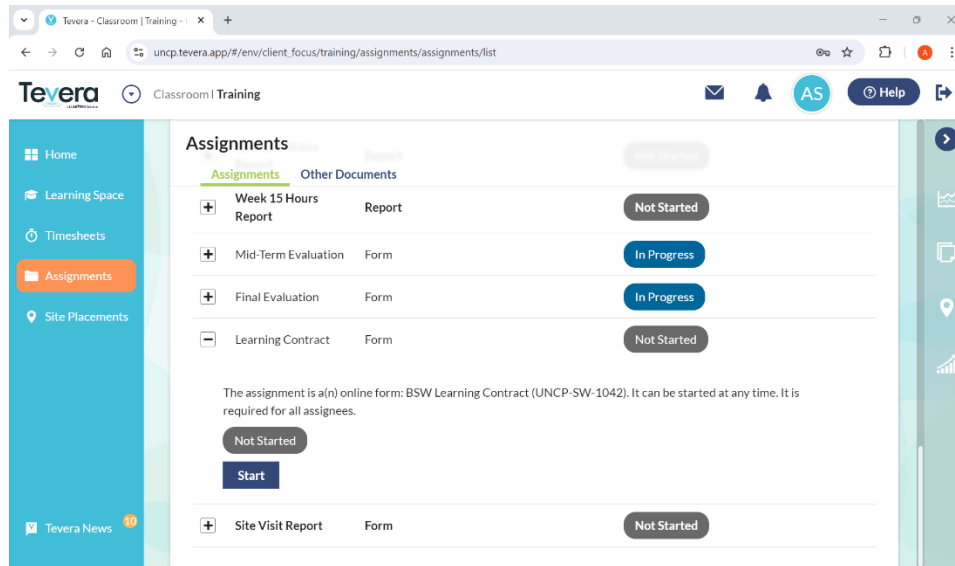 Tevera - Classroom | Training -
uncp.tevera.app/#/env/client_focus/training/assignments/assignments/list
A
Tevera
Classroom | Training
AS
Help
Home
Learning Space
Timesheets
Assignments
Site Placements
Tevera News 10
Assignments
Report Report Not Started
Assignments Other Documents
Week 15 Hours
Report
Report
Not Started
Mid-Term Evaluation Form In Progress
Final Evaluation Form In Progress
Learning Contract Form Not Started
The assignment is a(n) online form: BSW Learning Contract (UNCP-SW-1042). It can be started at any time. It is
required for all assignees.
Not Started
Start
Site Visit Report Form Not Started